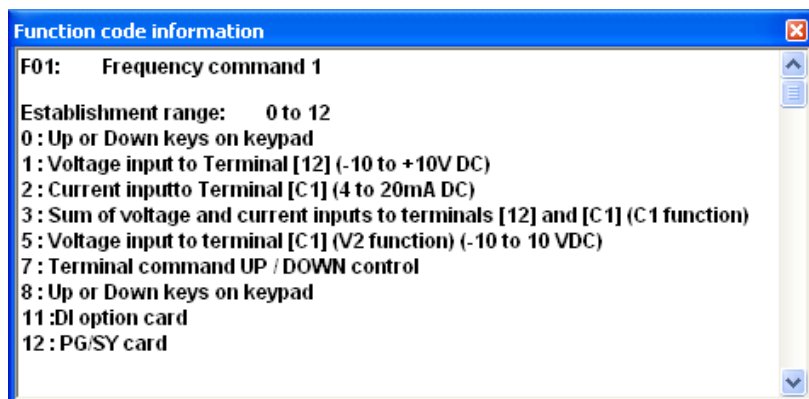 Function code information
F01: Frequency command 1
Establishment range: 0 to 12
0 : Up or Down keys on keypad
1 : Voltage input to Terminal [12] (-10 to +10V DC)
2 : Current inputto Terminal [C1] (4 to 20mA DC)
3 : Sum of voltage and current inputs to terminals [12] and [C1] (C1 function)
5 : Voltage input to terminal [C1] (V2 function) (-10 to 10 VDC)
7 : Terminal command UP / DOWN control
8 : Up or Down keys on keypad
11 :DI option card
12 : PG/SY card